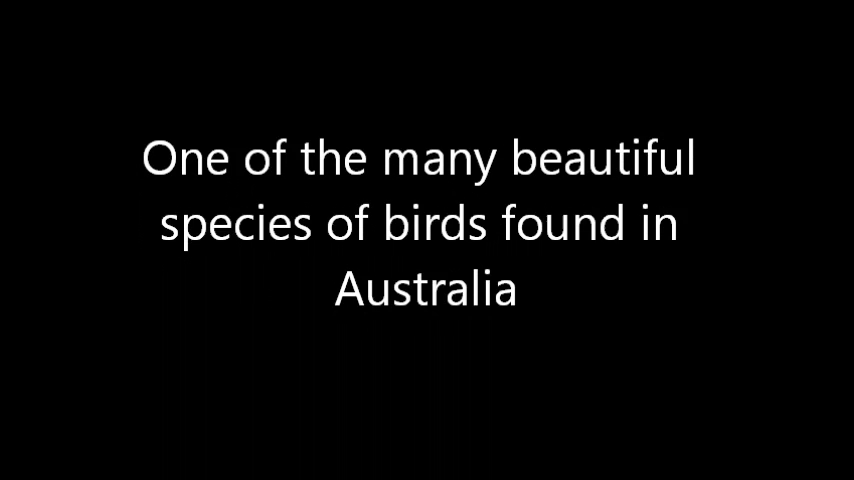 One of the many beautiful
species of birds found in
Australia